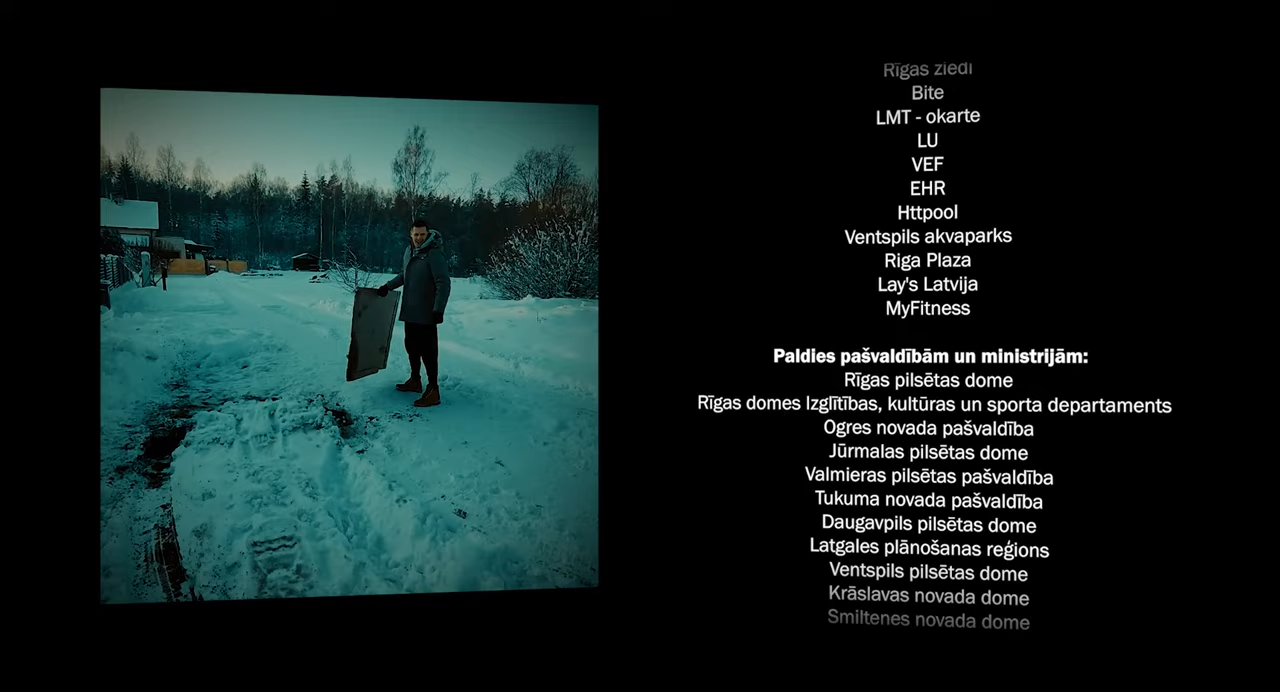 Rīgas ziedi
Bite
LMT - okarte
LU
VEF
EHR
Httpool
Ventspils akvaparks
Riga Plaza
Lay's Latvija
MyFitness
Paldies pašvaldībām un ministrijām:
Rīgas pilsētas dome
Rīgas domes Izglītības, kultūras un sporta departaments
Ogres novada pašvaldība
Jūrmalas pilsētas dome
Valmieras pilsētas pašvaldība
Tukuma novada pašvaldība
Daugavpils pilsētas dome
Latgales plānošanas reģions
Ventspils pilsētas dome
Krāslavas novada dome
Smiltenes novada dome